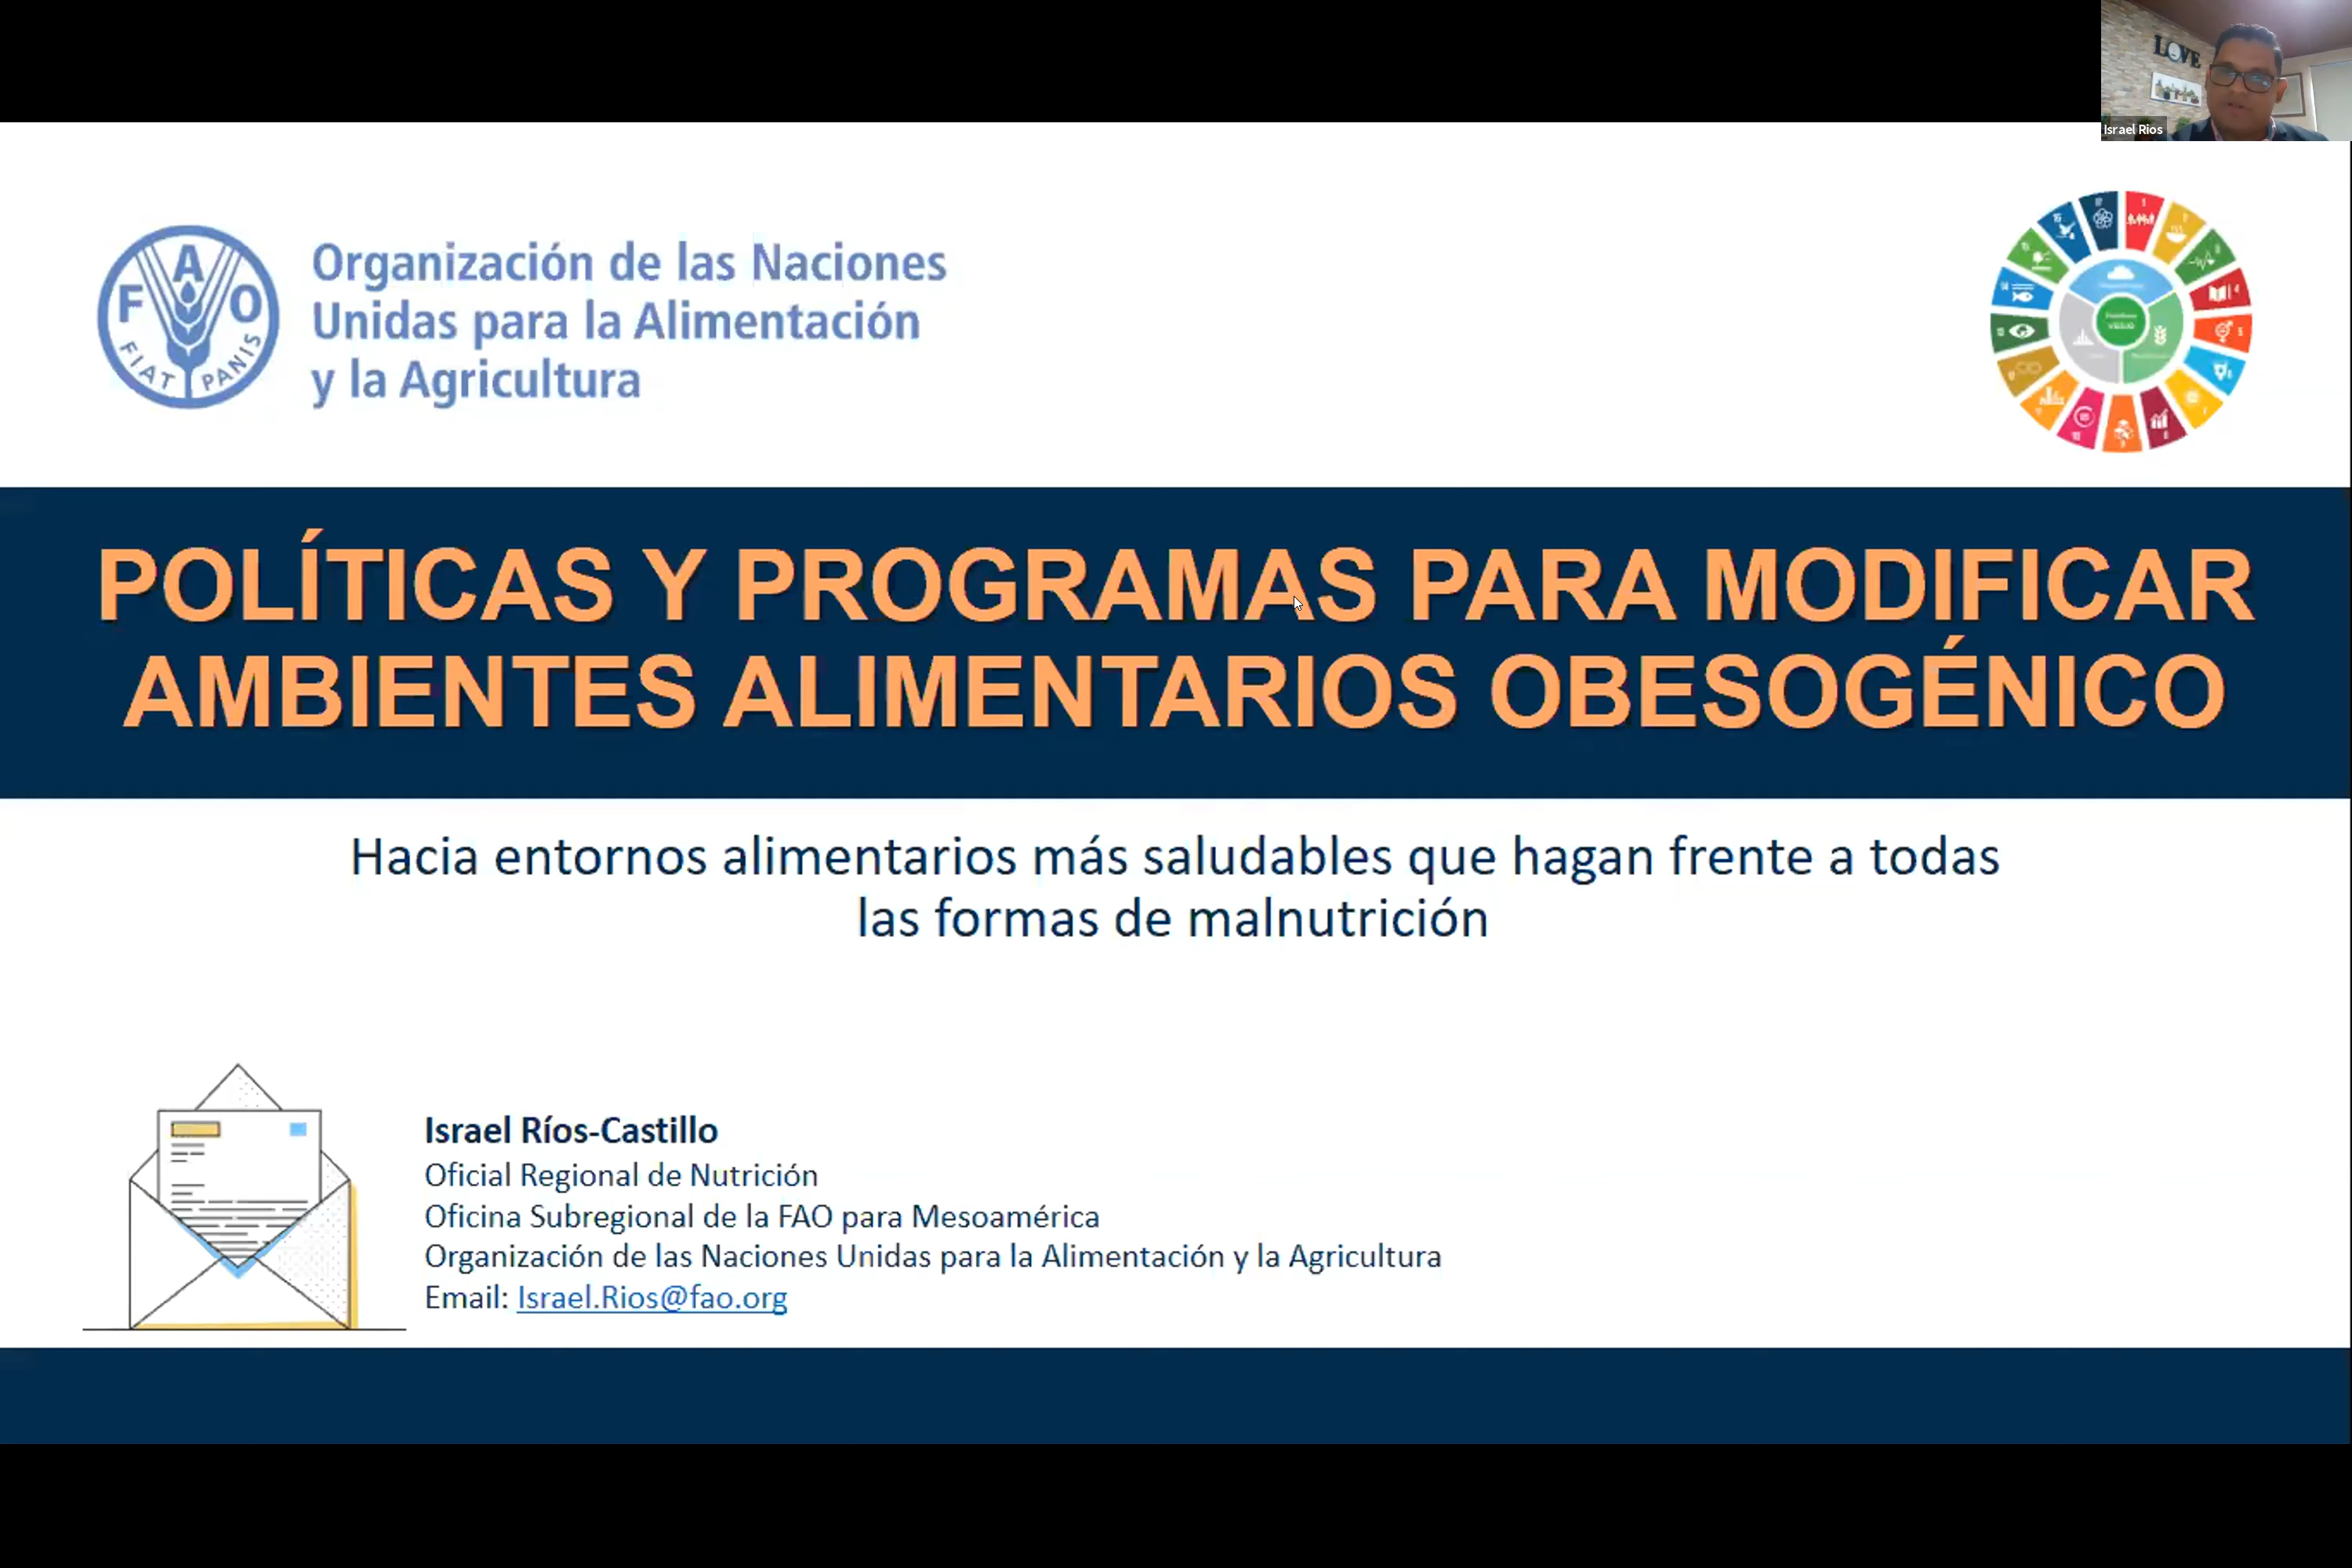 LOVE
Israel Rios
FAO
FIAT PANIS
Organización de las Naciones
Unidas para la Alimentación
y la Agricultura
POLÍTICAS Y PROGRAMAS PARA MODIFICAR
AMBIENTES ALIMENTARIOS OBESOGÉNICO
Hacia entornos alimentarios más saludables que hagan frente a todas
las formas de malnutrición
Israel Ríos-Castillo
Oficial Regional de Nutrición
Oficina Subregional de la FAO para Mesoamérica
Organización de las Naciones Unidas para la Alimentación y la Agricultura
Email: Israel.Rios@fao.org